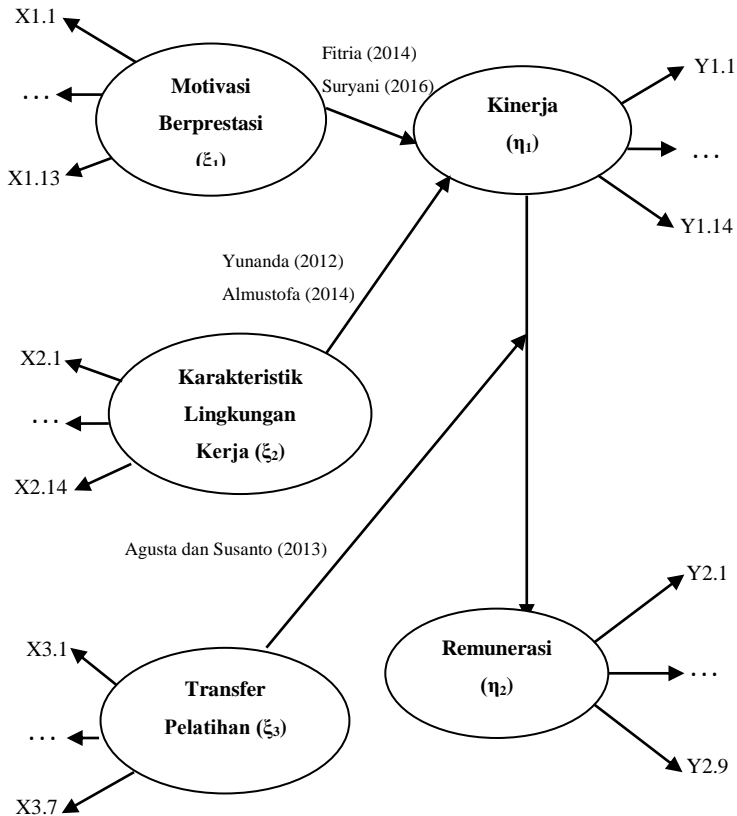 X1.1
...
X1.13
Motivasi
Berprestasi
(ξ₁)
Fitria (2014)
Suryani (2016)
Kinerja
(η₁)
Y1.1
...
Y1.14
Yunanda (2012)
Almustofa (2014)
X2.1
...
X2.14
Karakteristik
Lingkungan
Kerja (ξ₂)
Agusta dan Susanto (2013)
X3.1
...
X3.7
Transfer
Pelatihan (ξ₃)
Remunerasi
(η₂)
Y2.1
...
Y2.9